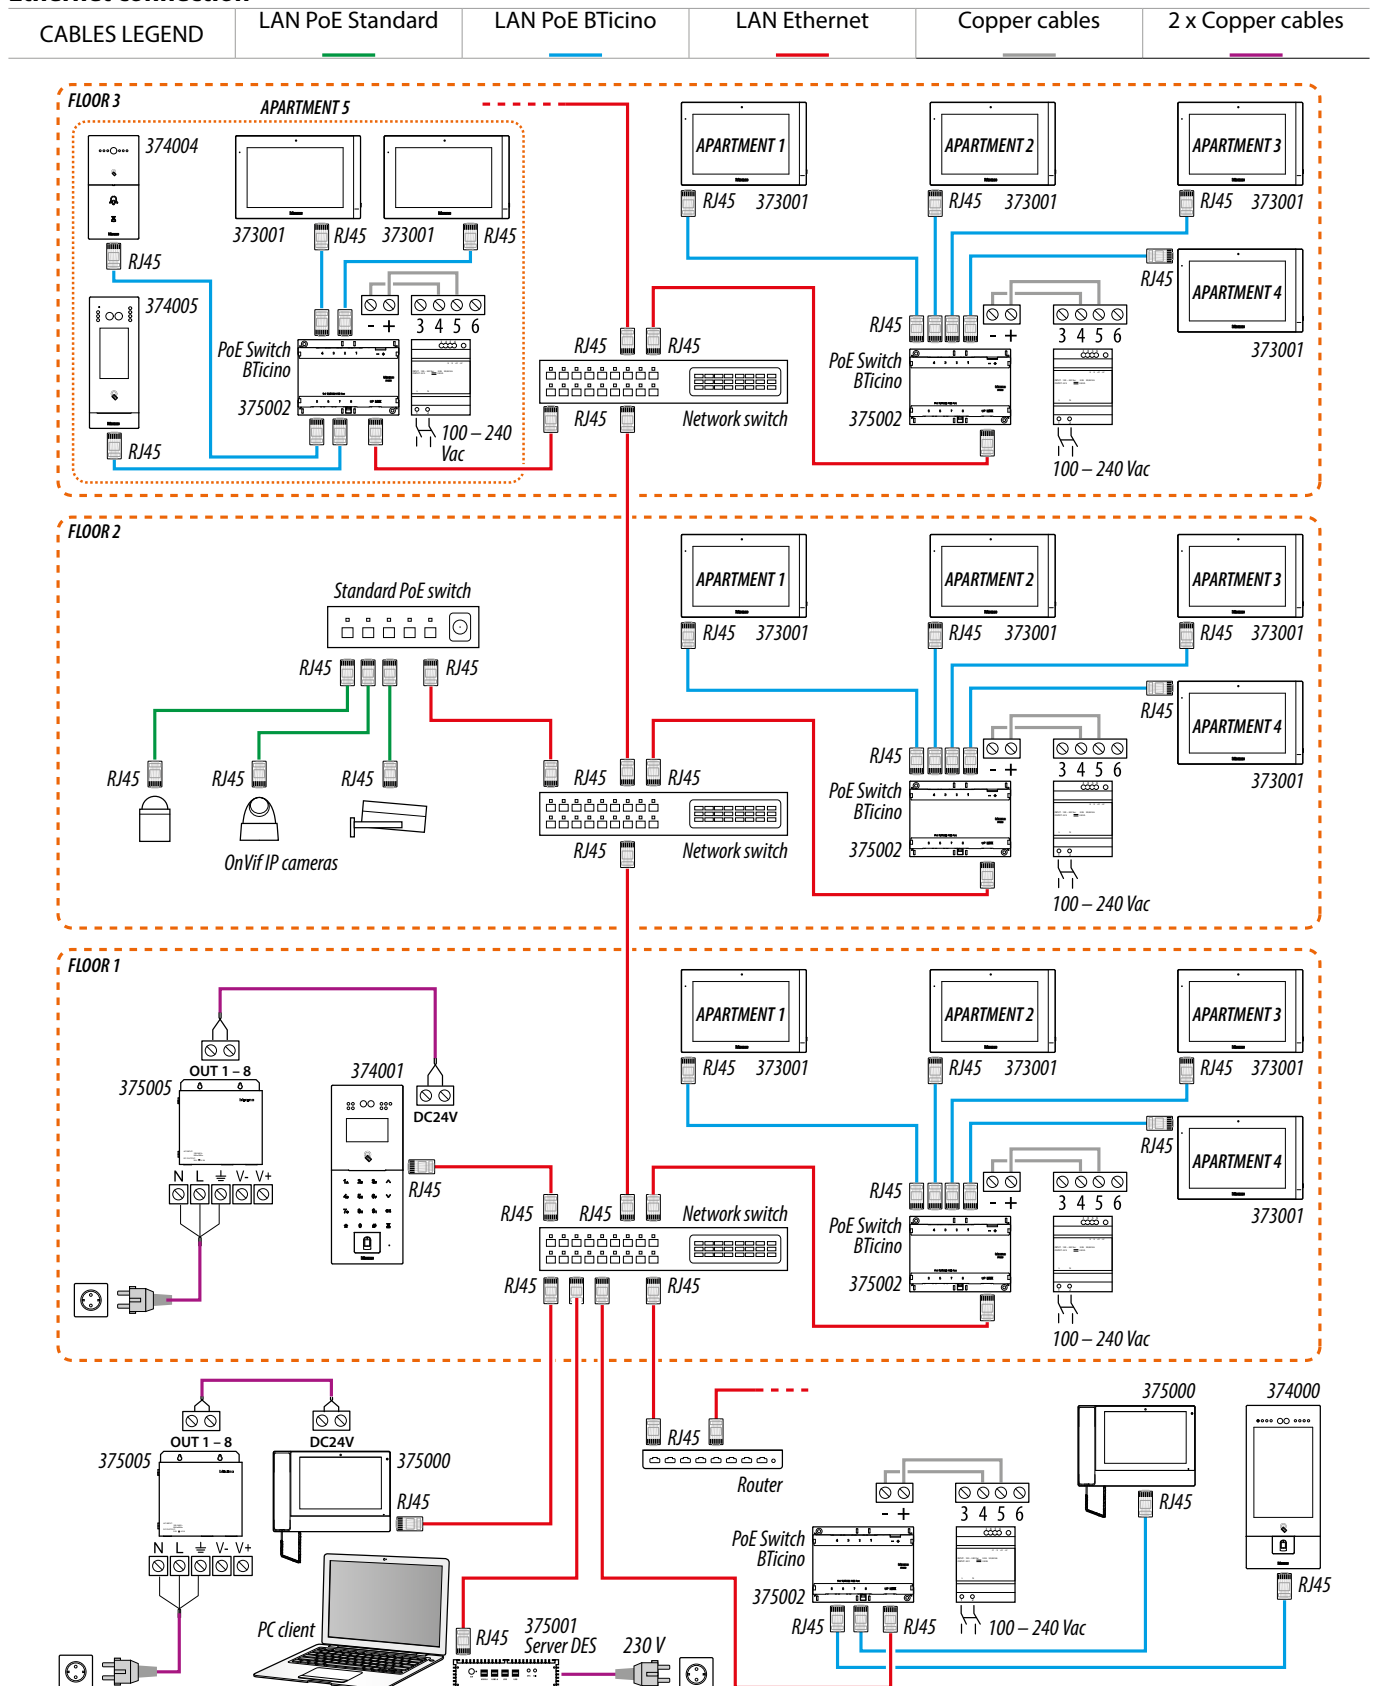 CABLES LEGEND
LAN PoE Standard
LAN PoE BTicino
LAN Ethernet
Copper cables
2 x Copper cables
FLOOR 3
APARTMENT 5
374004
373001
RJ45
373001
RJ45
RJ45
374005
RJ45
- +
3 4 5 6
PoE Switch
BTicino
375002
100 – 240
Vac
RJ45
RJ45
RJ45
Network switch
APARTMENT 1
RJ45 373001
APARTMENT 2
RJ45 373001
APARTMENT 3
RJ45 373001
APARTMENT 4
RJ45
373001
RJ45
- +
3 4 5 6
PoE Switch
BTicino
375002
100 – 240 Vac
FLOOR 2
Standard PoE switch
RJ45
RJ45
RJ45
RJ45
RJ45
OnVif IP cameras
RJ45
RJ45
RJ45
Network switch
APARTMENT 1
RJ45 373001
APARTMENT 2
RJ45 373001
APARTMENT 3
RJ45 373001
APARTMENT 4
RJ45
373001
RJ45
- +
3 4 5 6
PoE Switch
BTicino
375002
100 – 240 Vac
FLOOR 1
OUT 1 – 8
375005
N L V- V+
374001
DC24V
RJ45
RJ45
RJ45
Network switch
RJ45
RJ45
APARTMENT 1
RJ45 373001
APARTMENT 2
RJ45 373001
APARTMENT 3
RJ45 373001
APARTMENT 4
RJ45
373001
RJ45
- +
3 4 5 6
PoE Switch
BTicino
375002
100 – 240 Vac
OUT 1 – 8
375005
N L V- V+
DC24V
375000
RJ45
RJ45
Router
PC client
RJ45
375001
Server DES
230 V
- +
3 4 5 6
PoE Switch
BTicino
375002
RJ45
RJ45
100 – 240 Vac
375000
RJ45
374000
RJ45